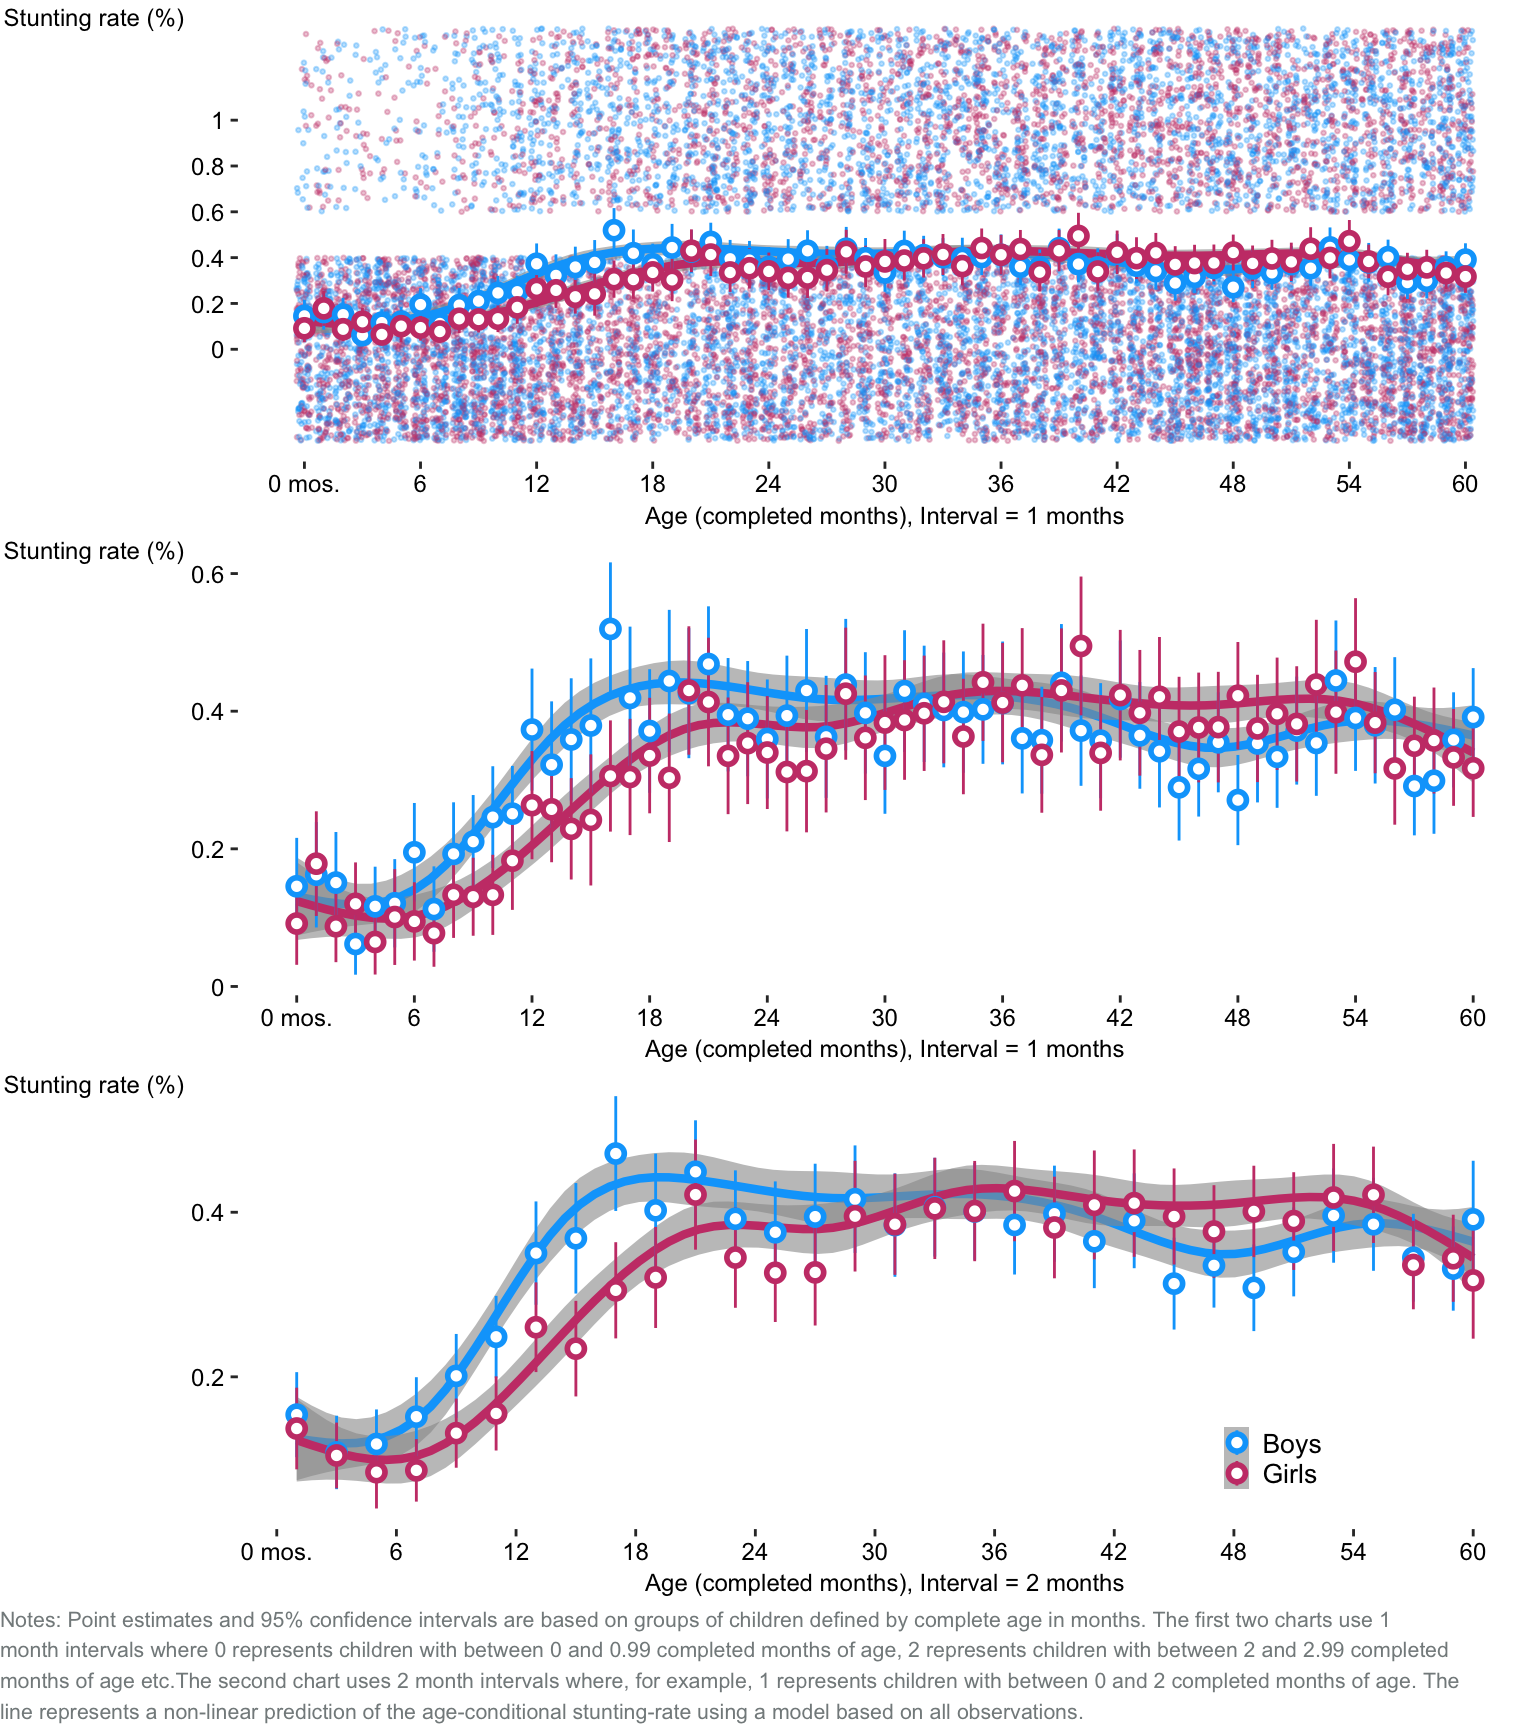 Stunting rate (%)
1
0.8
0.6
0.4
0.2
0
0 mos. 6 12 18 24 30 36 42 48 54 60
Age (completed months), Interval = 1 months
Stunting rate (%)
0.6
0.4
0.2
0
0 mos. 6 12 18 24 30 36 42 48 54 60
Age (completed months), Interval = 1 months
Stunting rate (%)
0.4
0.2
Boys
Girls
0 mos. 6 12 18 24 30 36 42 48 54 60
Age (completed months), Interval = 2 months
Notes: Point estimates and 95% confidence intervals are based on groups of children defined by complete age in months. The first two charts use 1
month intervals where 0 represents children with between 0 and 0.99 completed months of age, 2 represents children with between 2 and 2.99 completed
months of age etc.The second chart uses 2 month intervals where, for example, 1 represents children with between 0 and 2 completed months of age. The
line represents a non-linear prediction of the age-conditional stunting-rate using a model based on all observations.